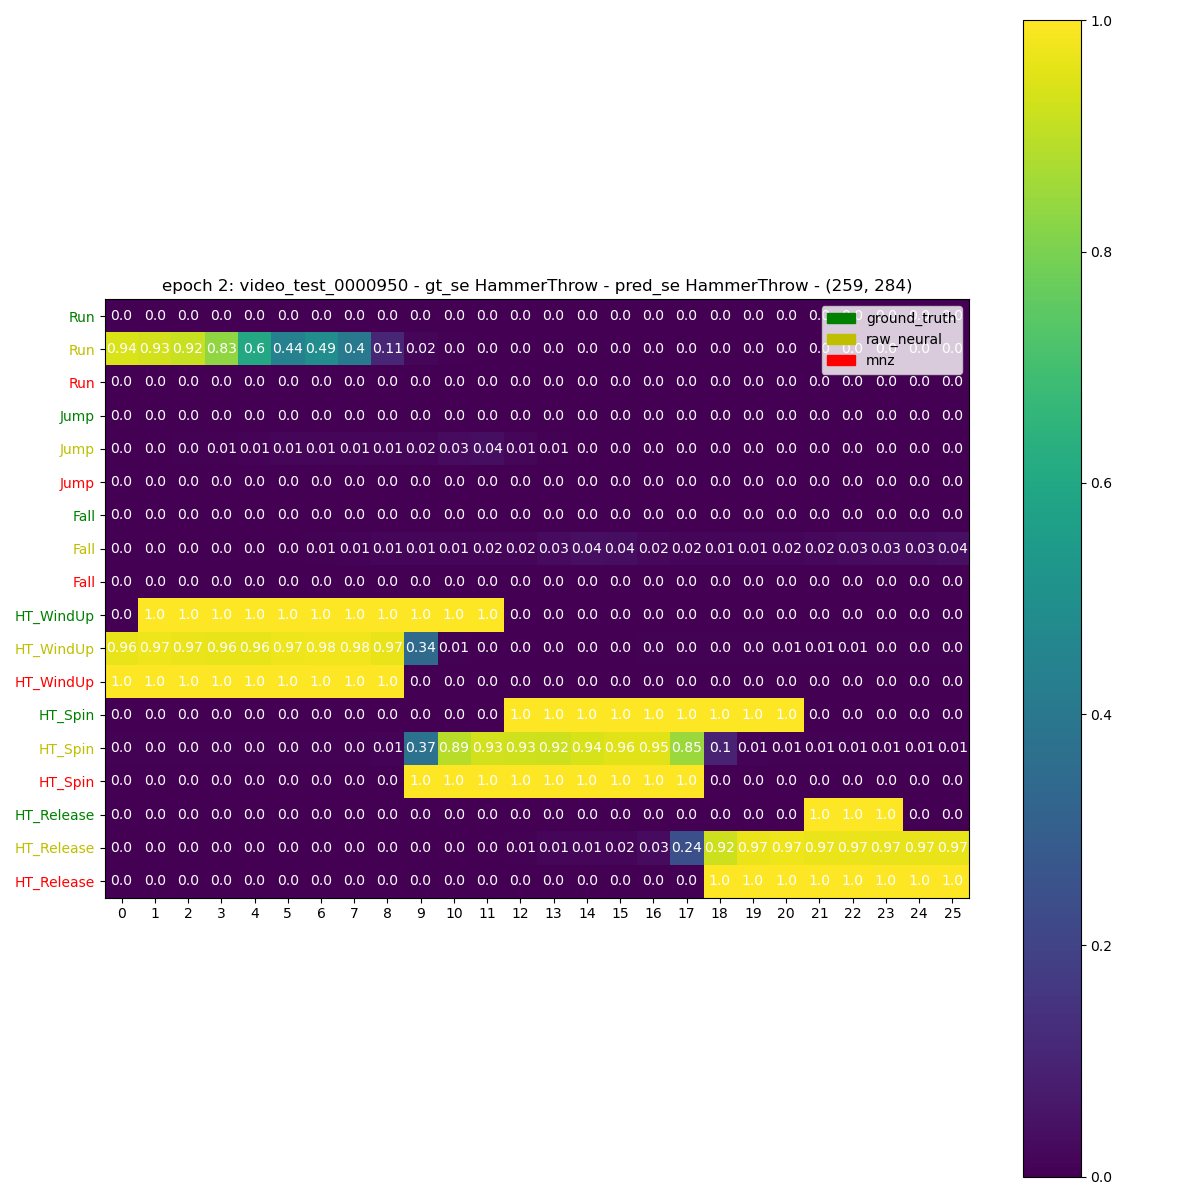 1.0
0.8
epoch 2: video_test_0000950 - gt_se HammerThrow - pred_se HammerThrow - (259, 284)
Run 0.0 0.0 0.0 0.0 0.0 0.0 0.0 0.0 0.0 0.0 0.0 0.0 0.0 0.0 0.0 0.0 0.0 0.0 0.0 0.0 0.0
ground_truth
raw_neural
mnz
Run 0.94 0.93 0.92 0.83 0.6 0.44 0.49 0.4 0.11 0.02 0.0 0.0 0.0 0.0 0.0 0.0 0.0 0.0 0.0 0.0 0.0
Run 0.0 0.0 0.0 0.0 0.0 0.0 0.0 0.0 0.0 0.0 0.0 0.0 0.0 0.0 0.0 0.0 0.0 0.0 0.0 0.0 0.0 0.0 0.0 0.0 0.0 0.0
Jump 0.0 0.0 0.0 0.0 0.0 0.0 0.0 0.0 0.0 0.0 0.0 0.0 0.0 0.0 0.0 0.0 0.0 0.0 0.0 0.0 0.0 0.0 0.0 0.0 0.0 0.0
Jump 0.0 0.0 0.0 0.01 0.01 0.01 0.01 0.01 0.01 0.02 0.03 0.04 0.01 0.01 0.0 0.0 0.0 0.0 0.0 0.0 0.0 0.0 0.0 0.0 0.0 0.0
Jump 0.0 0.0 0.0 0.0 0.0 0.0 0.0 0.0 0.0 0.0 0.0 0.0 0.0 0.0 0.0 0.0 0.0 0.0 0.0 0.0 0.0 0.0 0.0 0.0 0.0 0.0
0.6
Fall 0.0 0.0 0.0 0.0 0.0 0.0 0.0 0.0 0.0 0.0 0.0 0.0 0.0 0.0 0.0 0.0 0.0 0.0 0.0 0.0 0.0 0.0 0.0 0.0 0.0 0.0
Fall 0.0 0.0 0.0 0.0 0.0 0.0 0.01 0.01 0.01 0.01 0.01 0.02 0.02 0.03 0.04 0.04 0.02 0.02 0.01 0.01 0.02 0.02 0.03 0.03 0.03 0.04
Fall 0.0 0.0 0.0 0.0 0.0 0.0 0.0 0.0 0.0 0.0 0.0 0.0 0.0 0.0 0.0 0.0 0.0 0.0 0.0 0.0 0.0 0.0 0.0 0.0 0.0 0.0
HT_WindUp 0.0 1.0 1.0 1.0 1.0 1.0 1.0 1.0 1.0 1.0 1.0 1.0 0.0 0.0 0.0 0.0 0.0 0.0 0.0 0.0 0.0 0.0 0.0 0.0 0.0 0.0
HT_WindUp 0.96 0.97 0.97 0.96 0.96 0.97 0.98 0.98 0.97 0.34 0.01 0.0 0.0 0.0 0.0 0.0 0.0 0.0 0.0 0.0 0.01 0.01 0.01 0.0 0.0 0.0
HT_WindUp 1.0 1.0 1.0 1.0 1.0 1.0 1.0 1.0 1.0 0.0 0.0 0.0 0.0 0.0 0.0 0.0 0.0 0.0 0.0 0.0 0.0 0.0 0.0 0.0 0.0 0.0
HT_Spin 0.0 0.0 0.0 0.0 0.0 0.0 0.0 0.0 0.0 0.0 0.0 0.0 1.0 1.0 1.0 1.0 1.0 1.0 1.0 1.0 1.0 0.0 0.0 0.0 0.0 0.0
0.4
HT_Spin 0.0 0.0 0.0 0.0 0.0 0.0 0.0 0.0 0.01 0.37 0.89 0.93 0.93 0.92 0.94 0.96 0.95 0.85 0.1 0.01 0.01 0.01 0.01 0.01 0.01 0.01
HT_Spin 0.0 0.0 0.0 0.0 0.0 0.0 0.0 0.0 0.0 1.0 1.0 1.0 1.0 1.0 1.0 1.0 1.0 1.0 0.0 0.0 0.0 0.0 0.0 0.0 0.0 0.0
HT_Release 0.0 0.0 0.0 0.0 0.0 0.0 0.0 0.0 0.0 0.0 0.0 0.0 0.0 0.0 0.0 0.0 0.0 0.0 0.0 0.0 0.0 1.0 1.0 1.0 0.0 0.0
HT_Release 0.0 0.0 0.0 0.0 0.0 0.0 0.0 0.0 0.0 0.0 0.0 0.0 0.01 0.01 0.01 0.02 0.03 0.24 0.92 0.97 0.97 0.97 0.97 0.97 0.97 0.97
HT_Release 0.0 0.0 0.0 0.0 0.0 0.0 0.0 0.0 0.0 0.0 0.0 0.0 0.0 0.0 0.0 0.0 0.0 0.0 1.0 1.0 1.0 1.0 1.0 1.0 1.0 1.0
0 1 2 3 4 5 6 7 8 9 10 11 12 13 14 15 16 17 18 19 20 21 22 23 24 25
0.2
0.0